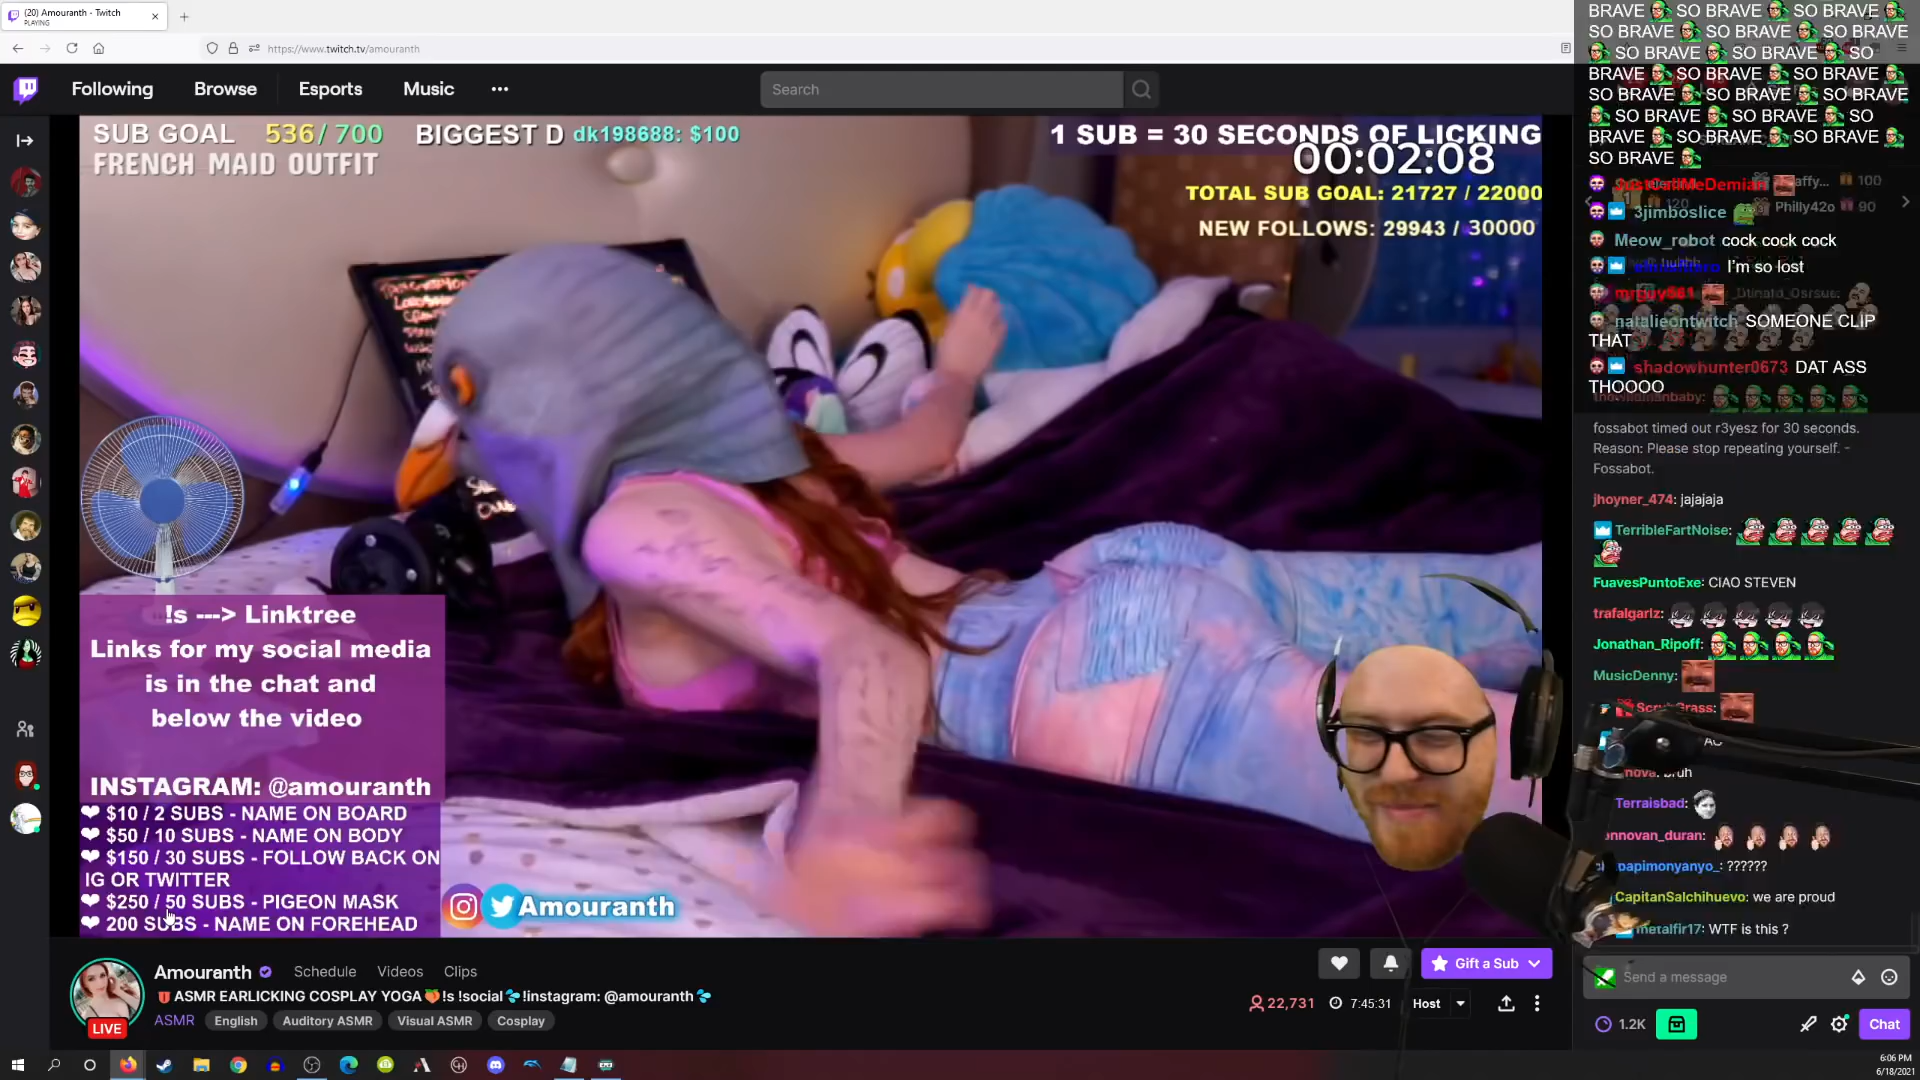 (20) Amouranth - Twitch
PLAYING
https://www.twitch.tv/amouranth
Following
Browse
Esports
Music
Search
SUB GOAL 536/ 700
FRENCH MAID OUTFIT
BIGGEST D dk198688: $100
1 SUB = 30 SECONDS OF LICKING
00:02:08
TOTAL SUB GOAL: 21727 / 22000
NEW FOLLOWS: 29943 / 30000
!s ---> Linktree
Links for my social media
is in the chat and
below the video
INSTAGRAM: @amouranth
❤ $10 / 2 SUBS - NAME ON BOARD
❤ $50 / 10 SUBS - NAME ON BODY
❤ $150 / 30 SUBS - FOLLOW BACK ON
IG OR TWITTER
❤ $250 / 50 SUBS - PIGEON MASK
❤ 200 SUBS - NAME ON FOREHEAD
Amouranth
Amouranth
Schedule
Videos
Clips
ASMR EARLICKING COSPLAY YOGA🍑!s !social💦!instagram: @amouranth💦
LIVE
ASMR
English
Auditory ASMR
Visual ASMR
Cosplay
Gift a Sub
22,731
7:45:31
Host
BRAVE SO BRAVE SO BRAVE
SO BRAVE SO BRAVE SO BRAVE
SO BRAVE SO BRAVE SO
BRAVE SO BRAVE SO BRAVE
SO BRAVE SO BRAVE SO BRAVE
SO BRAVE SO BRAVE SO
BRAVE SO BRAVE SO BRAVE
SO BRAVE
JustCallMeDemian
100
3jimboslice
Philly42o 90
120
Meow_robot cock cock cock
I'm so lost
natalieontwitch SOMEONE CLIP
THAT
shadowhunter0673 DAT ASS
THOOOO
fossabot timed out r3yesz for 30 seconds.
Reason: Please stop repeating yourself. -
Fossabot.
jhoyner_474: jajajaja
TerribleFartNoise:
FuavesPuntoExe: CIAO STEVEN
trafalgarlz:
Jonathan_Ripoff:
MusicDenny:
bruh
Terraisbad:
ennovan_duran:
papimonyanyo_: ??????
CapitanSalchihuevo: we are proud
metalfir17: WTF is this ?
Send a message
1.2K
Chat
6:06 PM
6/18/2021